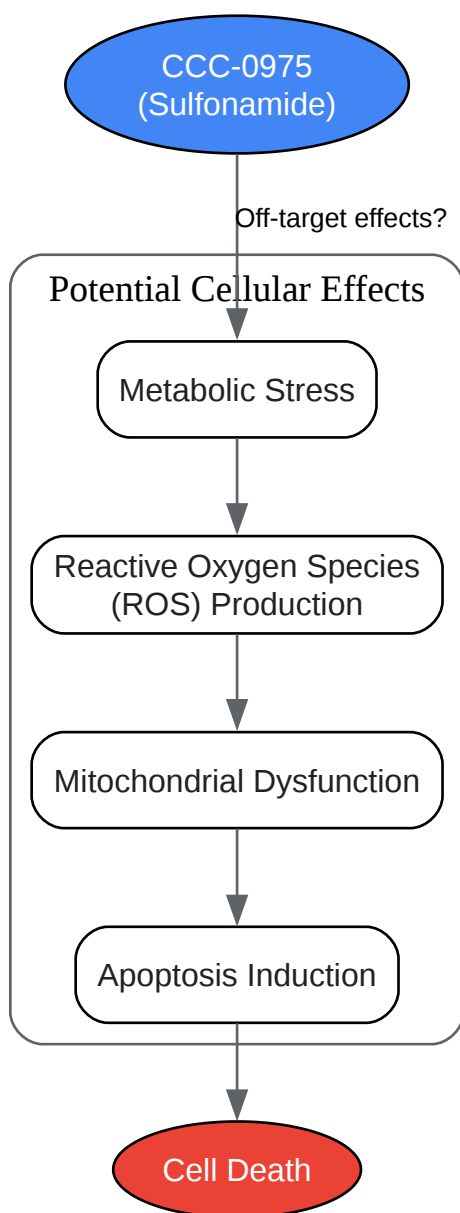 CCC-0975
(Sulfonamide)
Off-target effects?
Potential Cellular Effects
Metabolic Stress
Reactive Oxygen Species
(ROS) Production
Mitochondrial Dysfunction
Apoptosis Induction
Cell Death